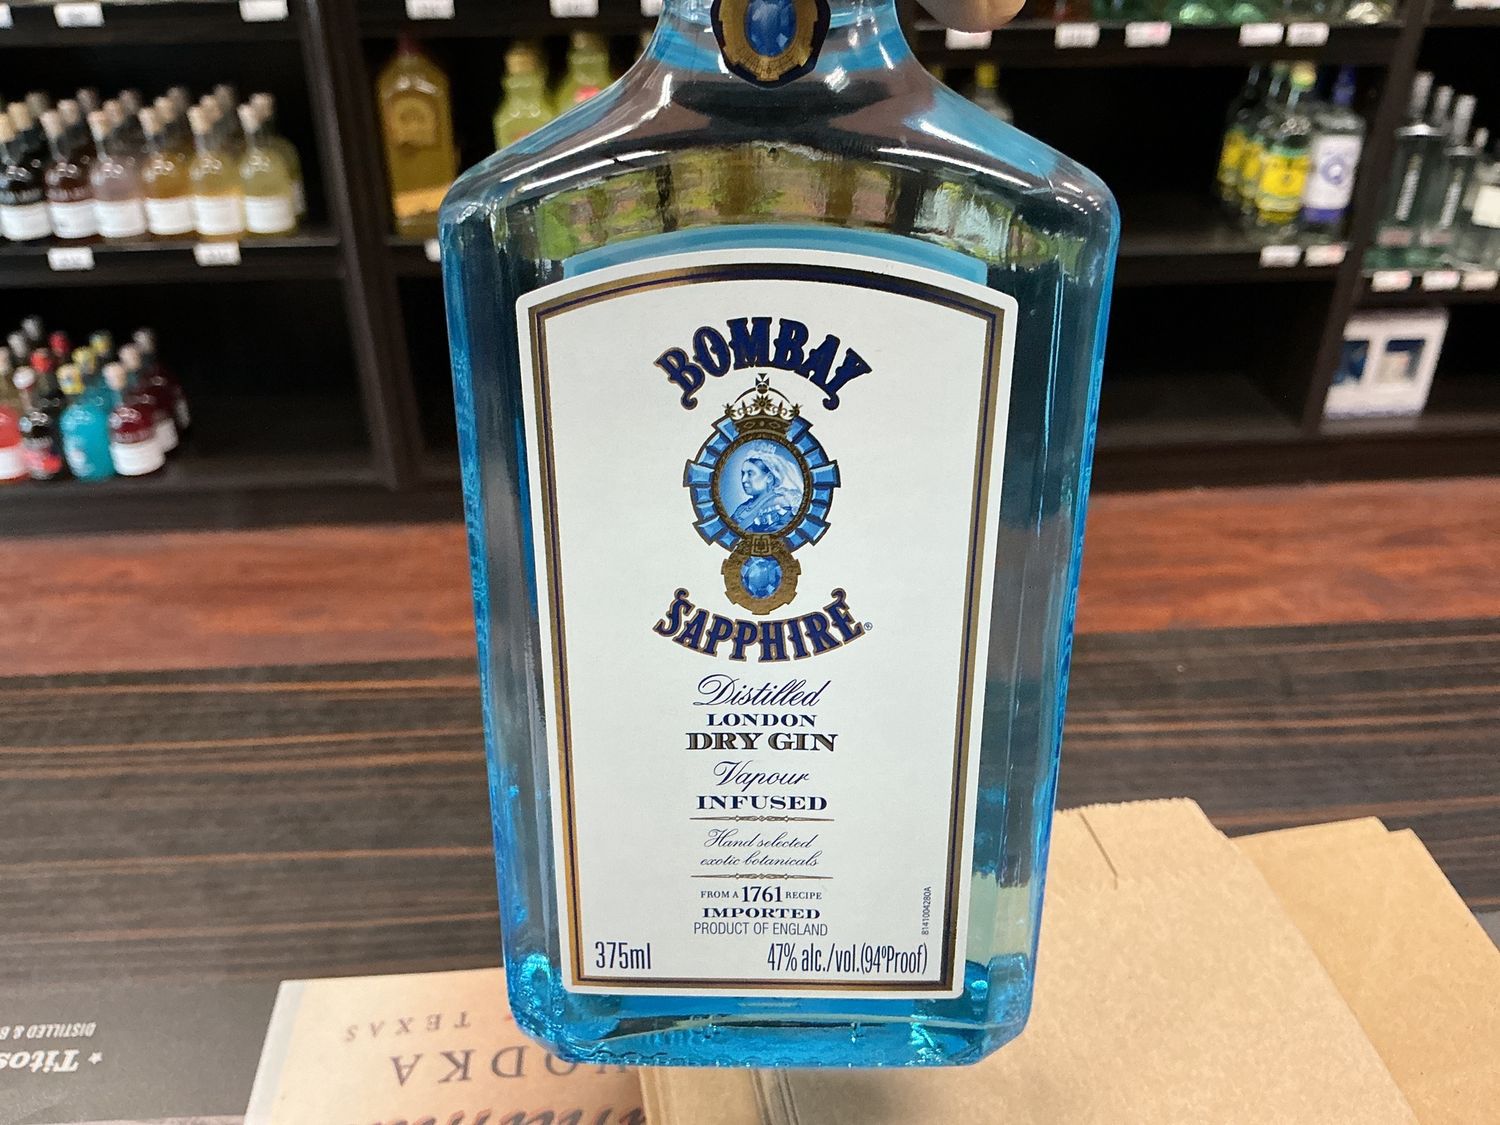 BOMBAY
SAPPHIRE®
Distilled
LONDON
DRY GIN
Vapour
INFUSED
Hand selected
exotic botanicals
FROM A 1761 RECIPE
IMPORTED
PRODUCT OF ENGLAND
375ml 47% alc./vol.(94°Proof)
TEXAS
VODKA
DISTILLED &